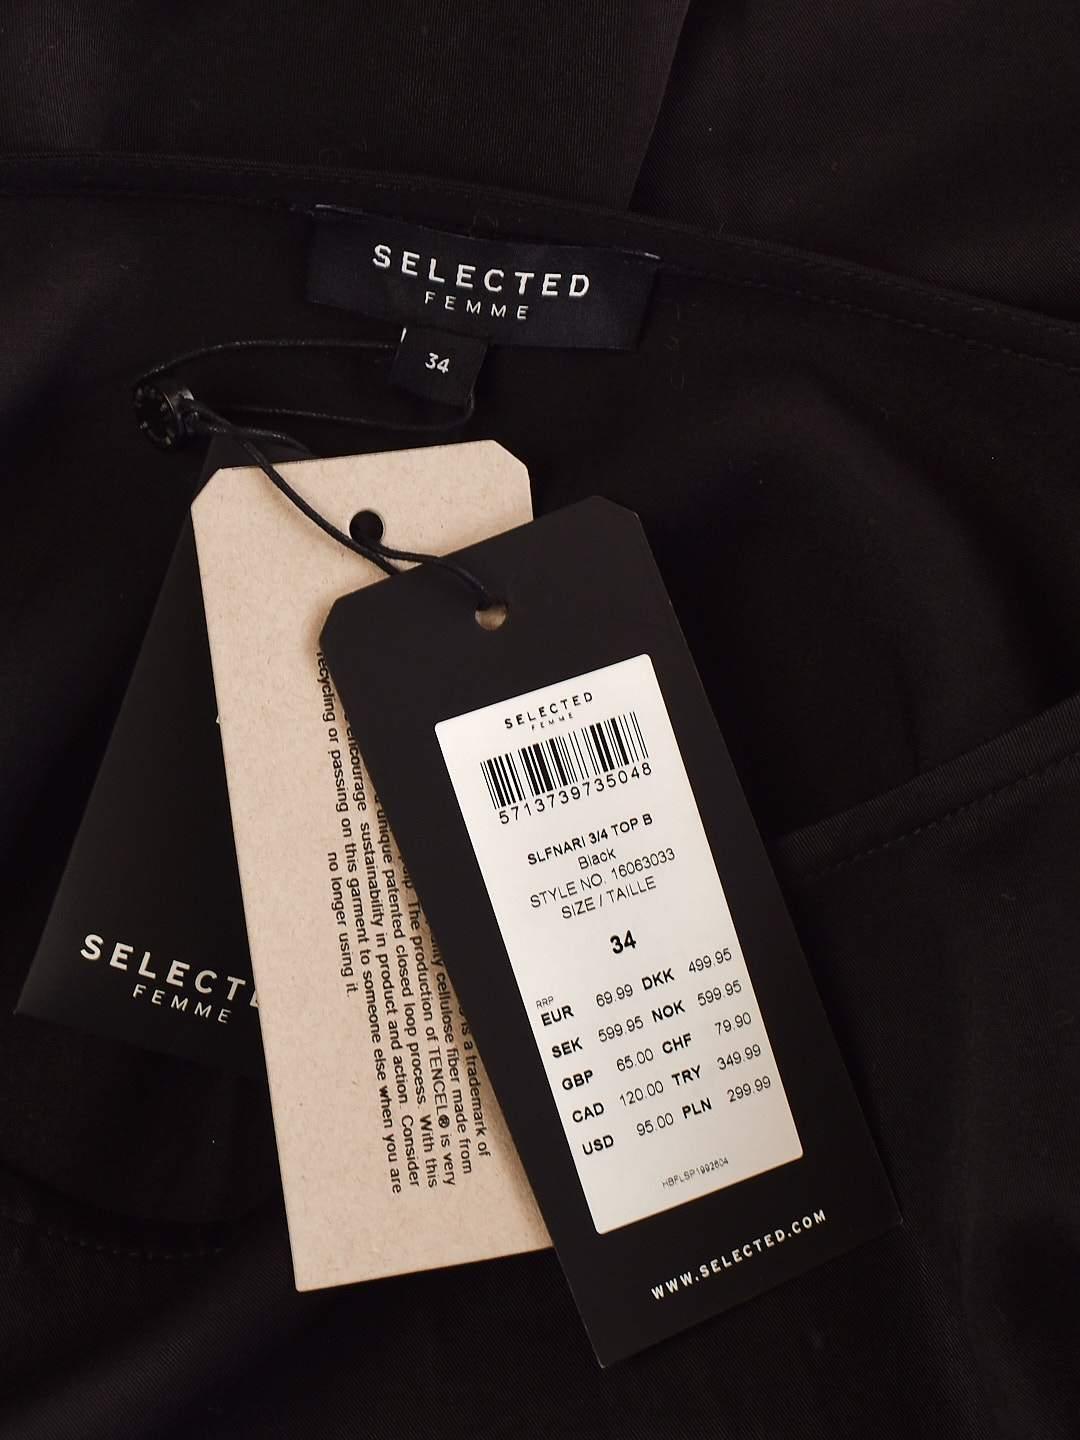 SELECTED
FEMME
34
SELECTED
FEMME
5713739735048
SLFNARI 3/4 TOP B
Black
STYLE NO. 16063033
SIZE / TAILLE
34
RRP
EUR 69.99 DKK 499.95
SEK 599.95 NOK 599.95
GBP 65.00 CHF 79.90
CAD 120.00 TRY 349.99
USD 95.00 PLN 299.99
HBFLSP1992604
WWW.SELECTED.COM
is a trademark of
cellulose fiber made from
The production of TENCEL® is very
unique patented closed loop process. With this
encourage sustainability in product and action. Consider
recycling or passing on this garment to someone else when you are
no longer using it.
SELECT
FEMME